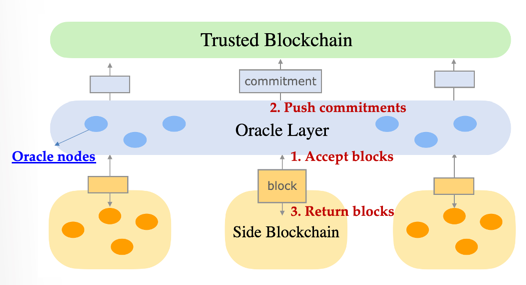 Trusted Blockchain
commitment
2. Push commitments
Oracle Layer
Oracle nodes
1. Accept blocks
block
3. Return blocks
Side Blockchain